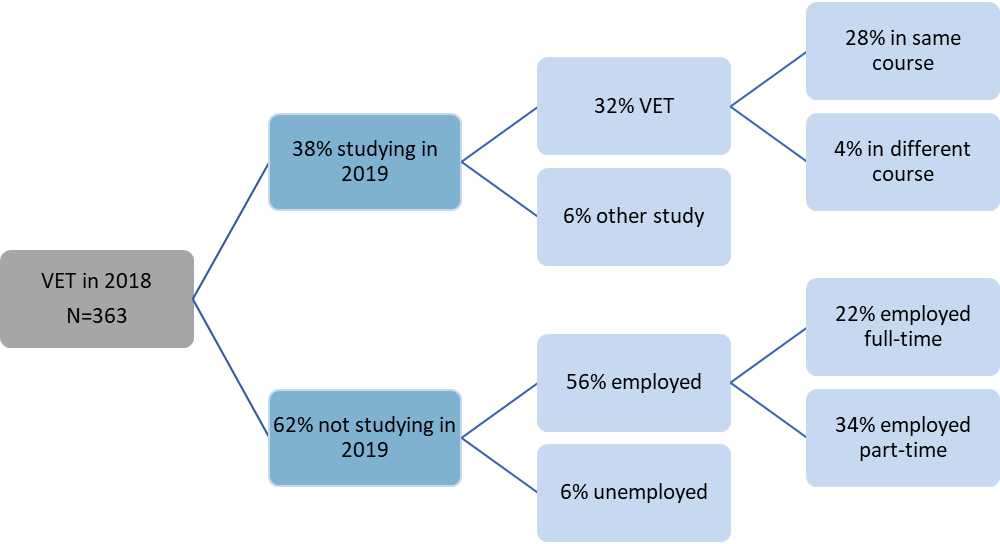 VET in 2018
N=363
38% studying in
2019
62% not studying in
2019
32% VET
6% other study
56% employed
6% unemployed
28% in same
course
4% in different
course
22% employed
full-time
34% employed
part-time